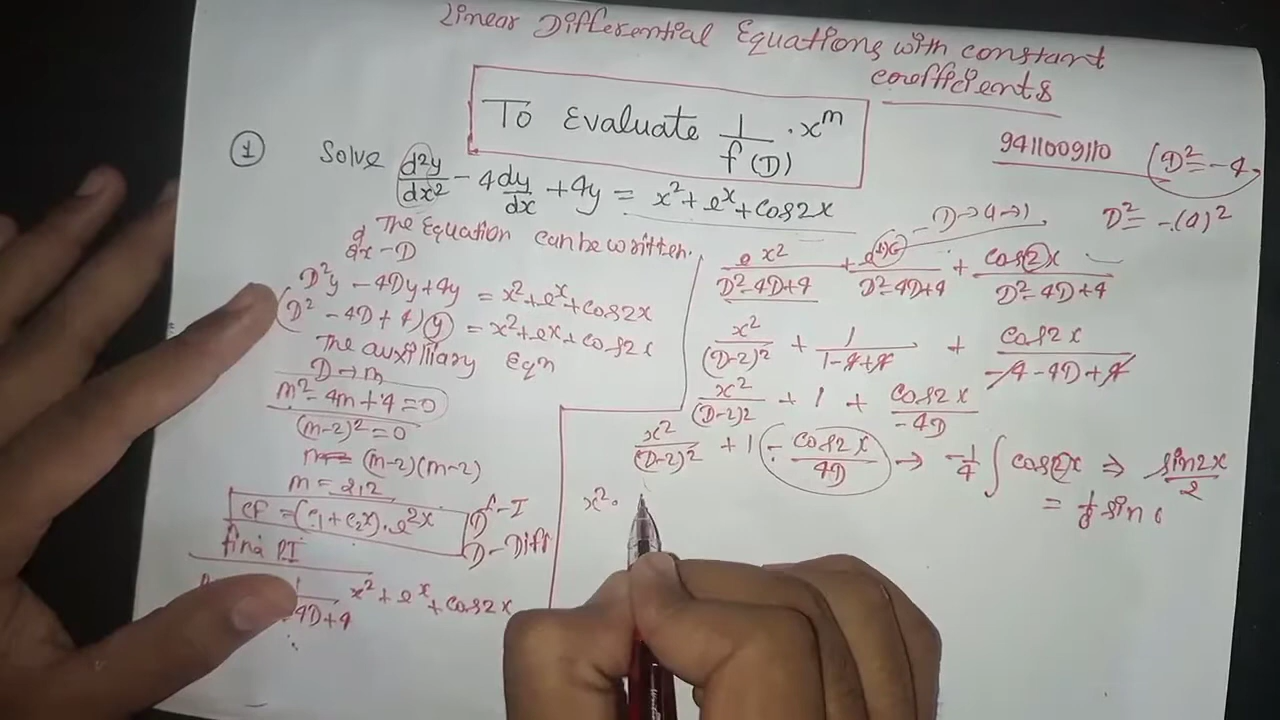 Linear Differential Equations with constant
coefficients
To Evaluate 1/f(D) . x^m
9411009110
(D² = -4
① Solve d²y/dx² - 4dy/dx + 4y = x² + e^x + cos2x
D² = -(a)²
The Equation can be written.
d/dx - D
D²y - 4Dy + 4y = x² + e^x + cos2x
(D² - 4D + 4)y = x² + e^x + cos2x
The auxiliary Eqn
D → m
m² - 4m + 4 = 0
(m-2)² = 0
(m-2)(m-2)
m = 2,2
CF = (c₁ + c₂x).e^2x
D - Diff
find PI
4D+4 x² + e^x + cos2x
x²/(D²-4D+4) + /(D²-4D+4) + cos2x/(D²-4D+4)
x²/(D-2)² + 1/(1-4+4) + cos2x/(-4-4D+4)
x²/(D-2)² + 1 + cos2x/-4D
x²/(D-2)² + 1 - cos2x/4D → -1/4 ∫ cos2x ⇒ sin2x/2
x².